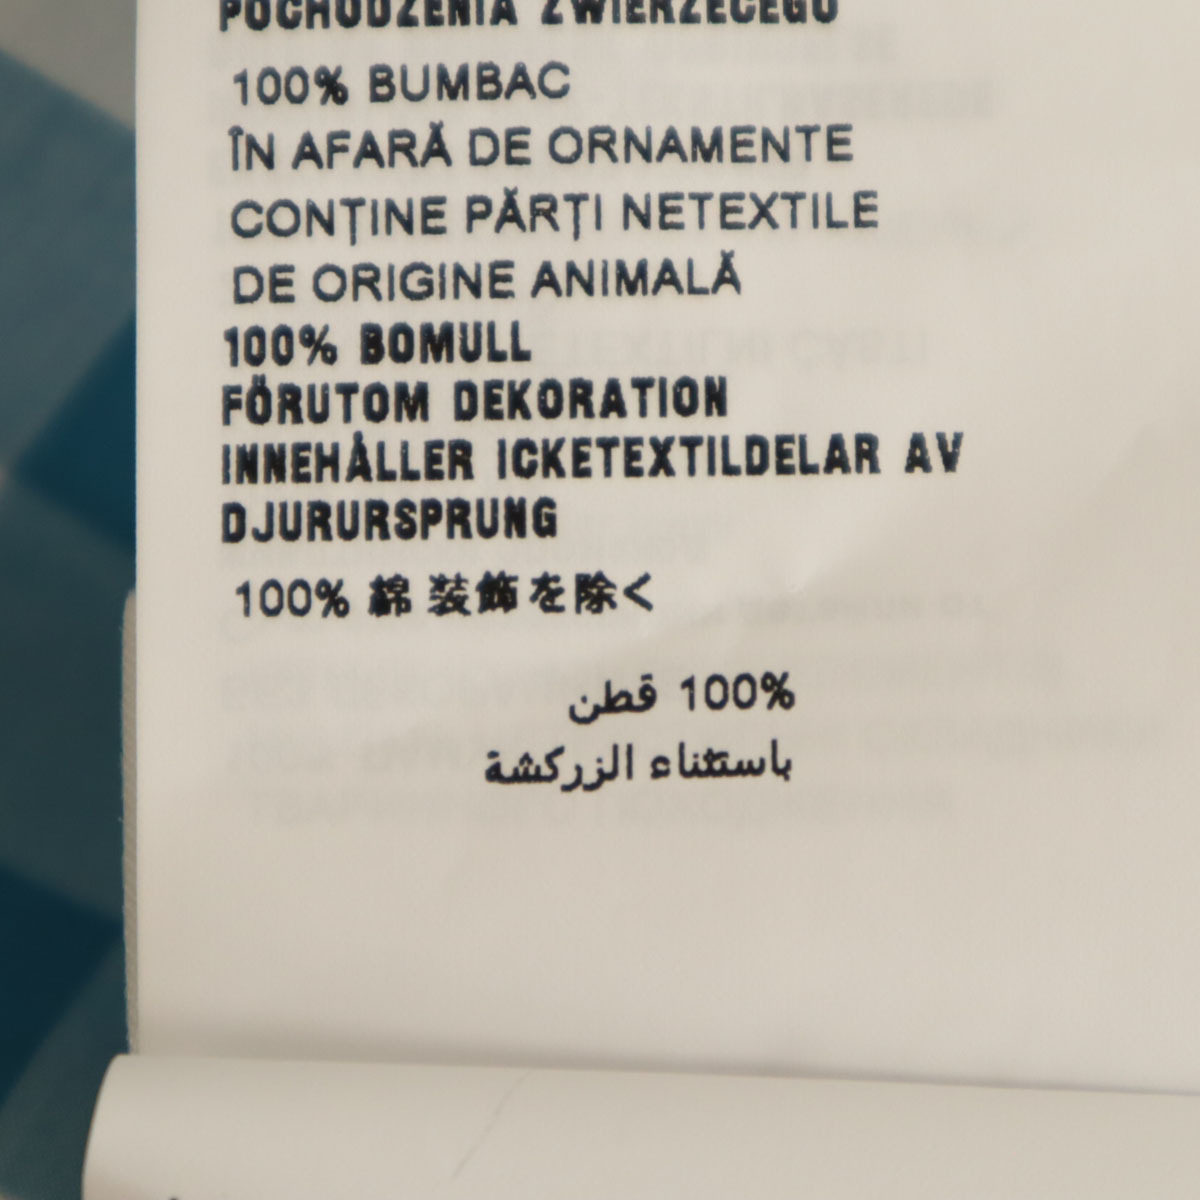 POCHODZENIA ZWIERZĘCEGO
100% BUMBAC
ÎN AFARĂ DE ORNAMENTE
CONȚINE PĂRȚI NETEXTILE
DE ORIGINE ANIMALĂ
100% BOMULL
FÖRUTOM DEKORATION
INNEHÅLLER ICKETEXTILDELAR AV
DJURURSPRUNG
100% 綿 装飾を除く
100% قطن
باستثناء الزركشة